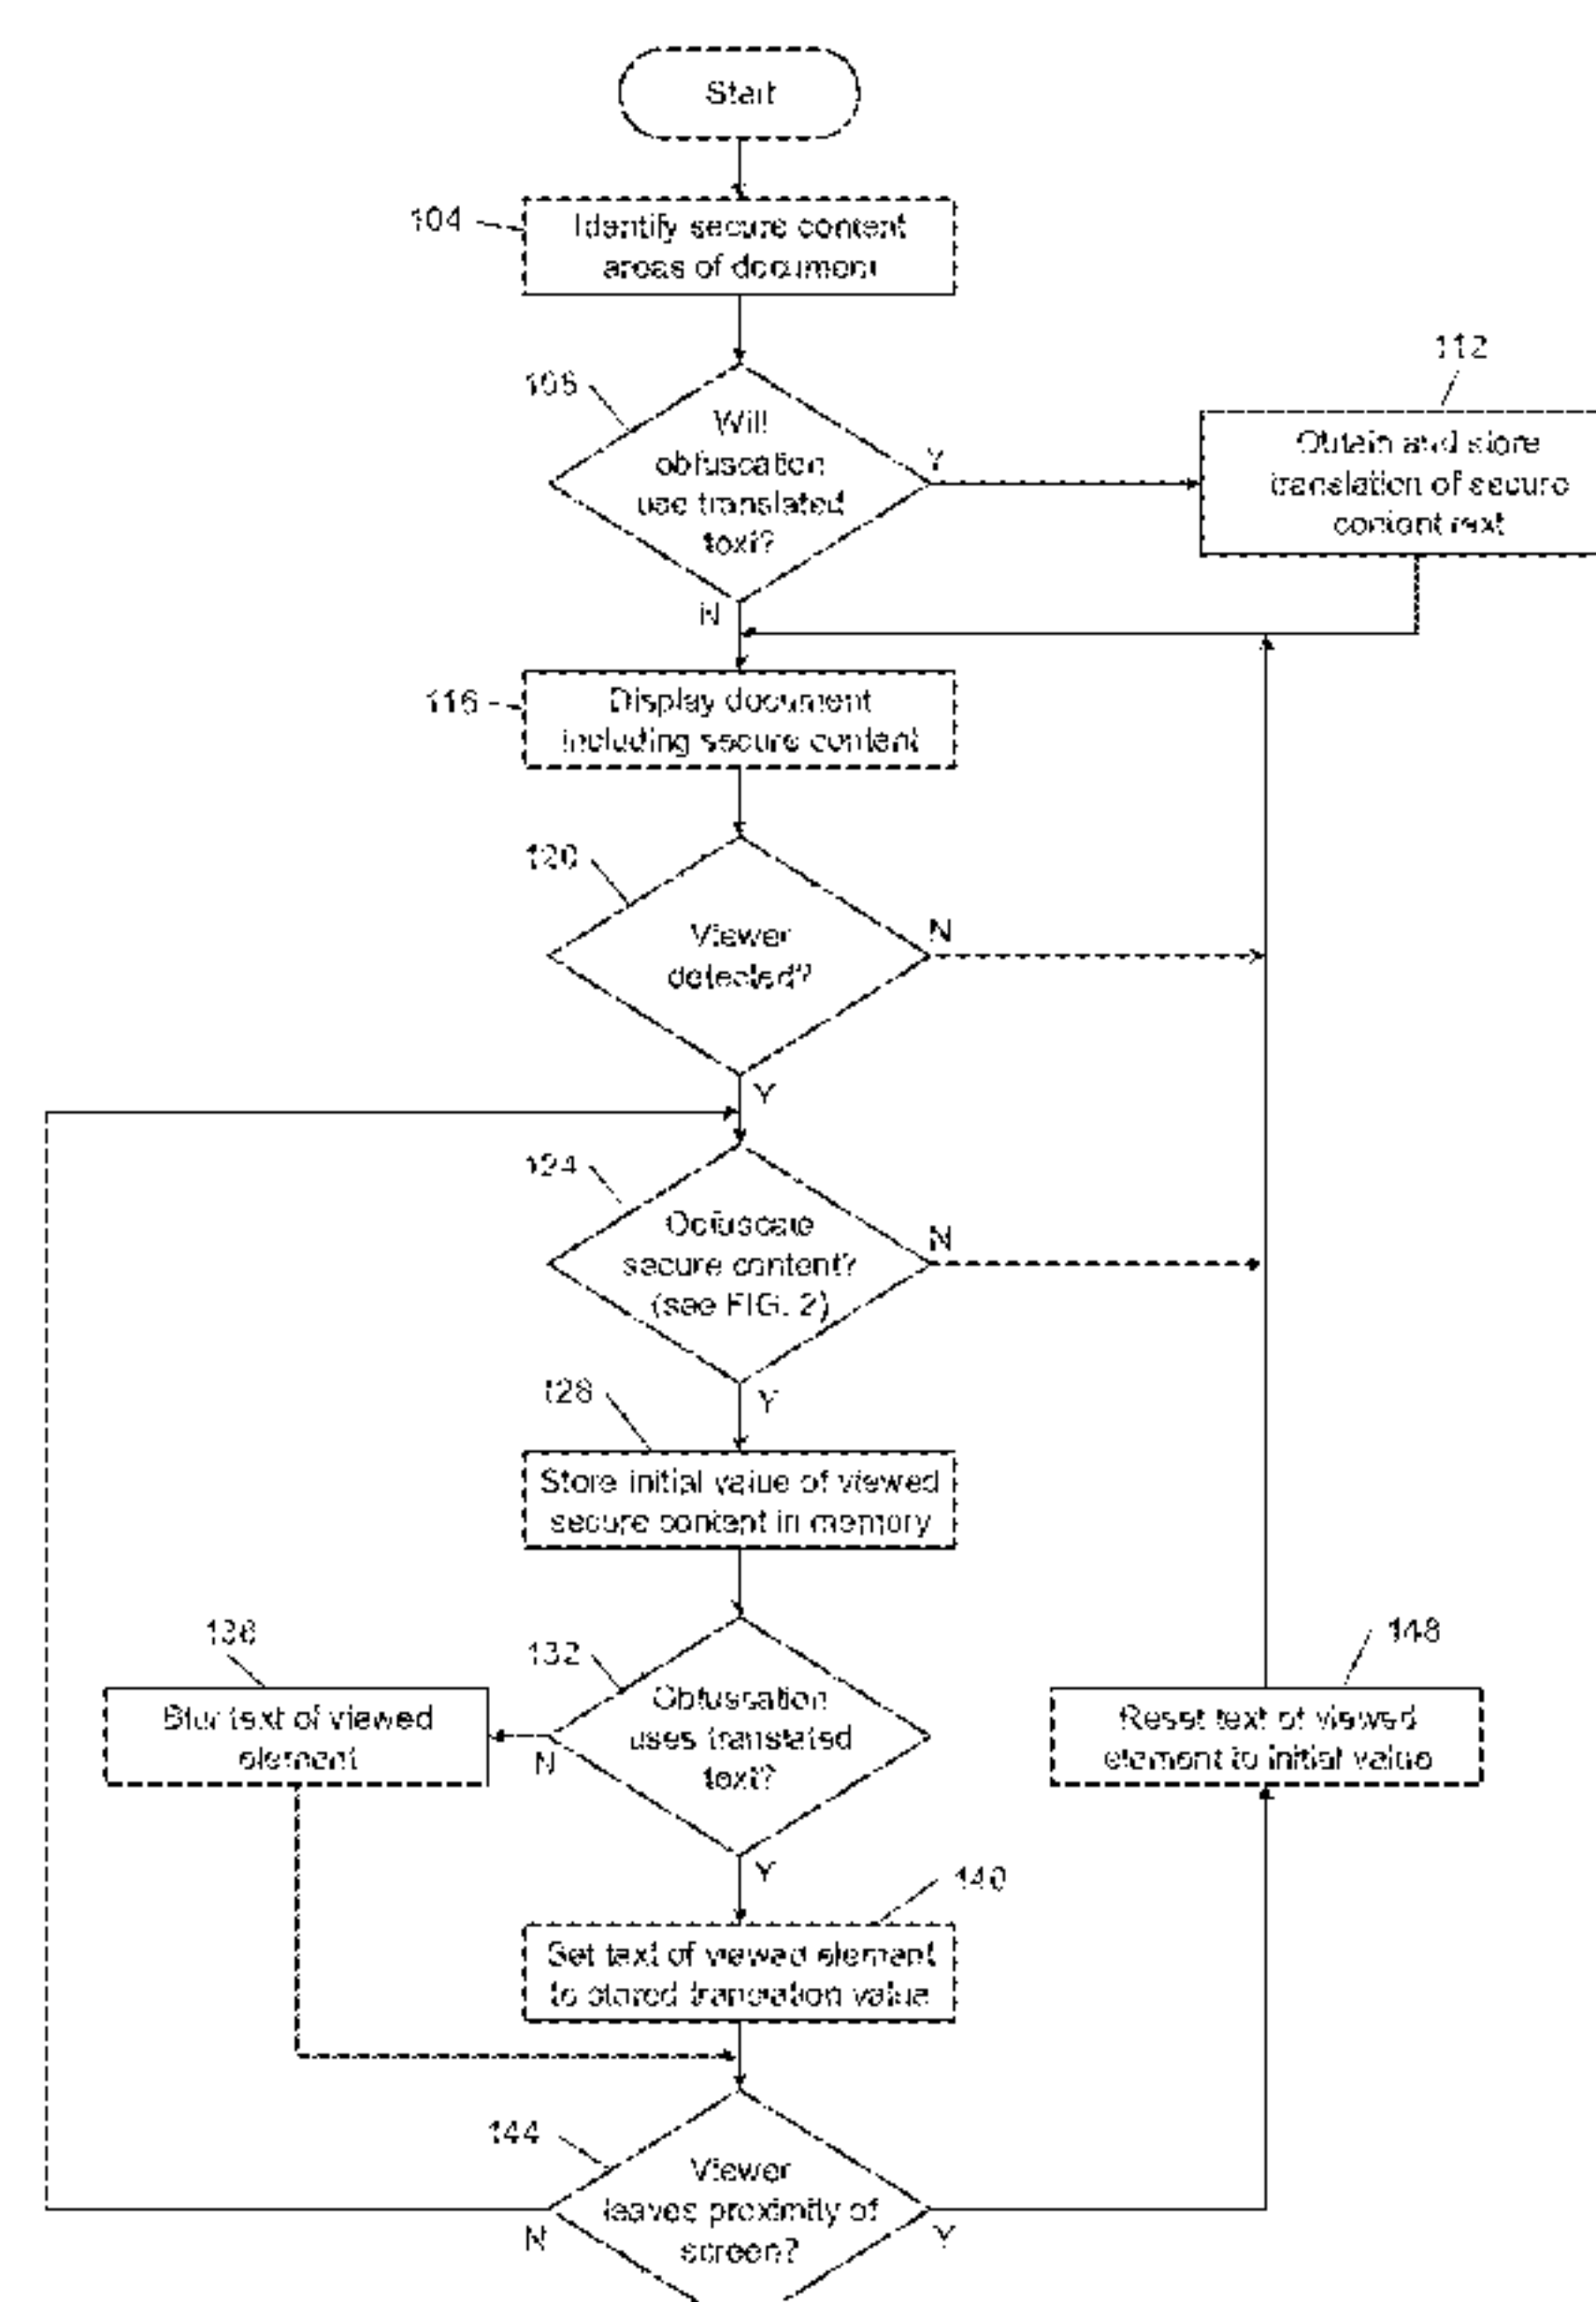 Start
104
Identify secure content
areas of document
112
Will
obfuscation
use translated
text?
Y
N
Obtain and store
translation of secure
content text
116
Display document
including secure content
120
Viewer
detected?
N
Y
124
Obfuscate
secure content?
(see FIG. 2)
N
Y
128
Store initial value of viewed
secure content in memory
136
Blur text of viewed
element
132
Obfuscation
uses translated
text?
N
Y
148
Reset text of viewed
element to initial value
140
Set text of viewed element
to stored translation value
144
Viewer
leaves proximity of
screen?
N
Y